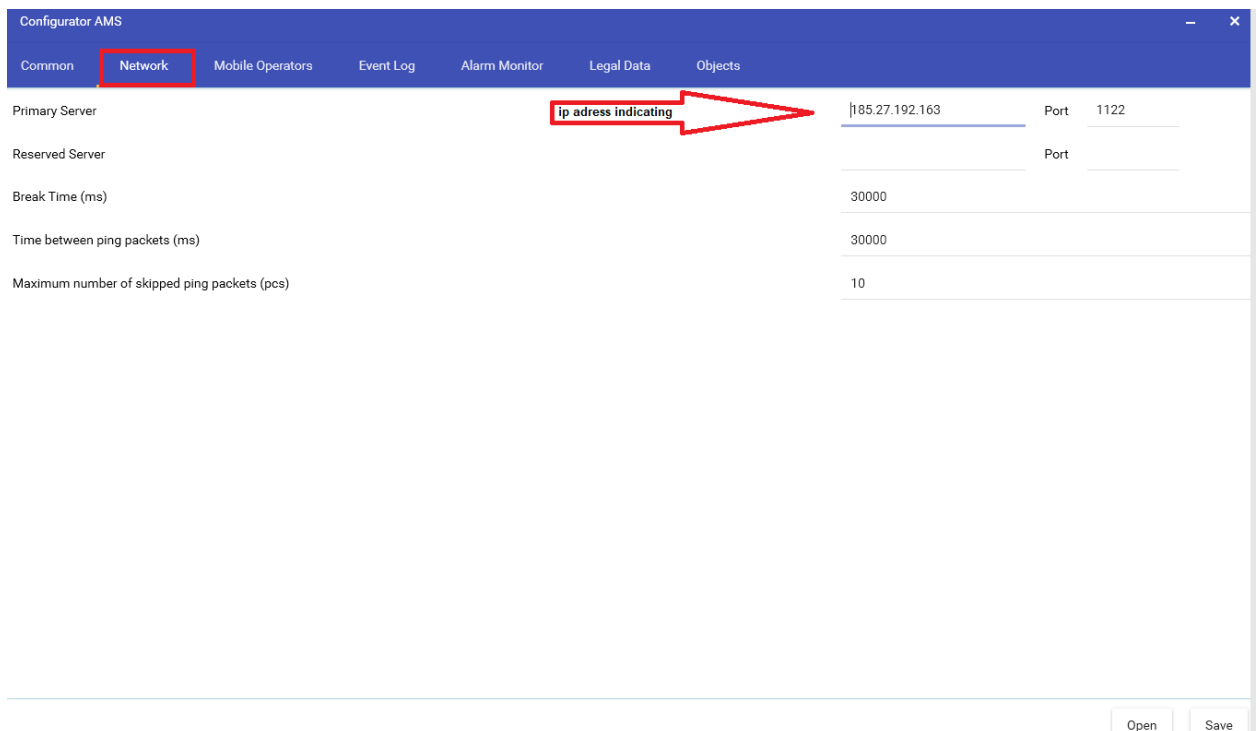 Configurator AMS
Common Network Mobile Operators Event Log Alarm Monitor Legal Data Objects
Primary Server ip adress indicating 185.27.192.163 Port 1122
Reserved Server Port
Break Time (ms) 30000
Time between ping packets (ms) 30000
Maximum number of skipped ping packets (pcs) 10
Open Save